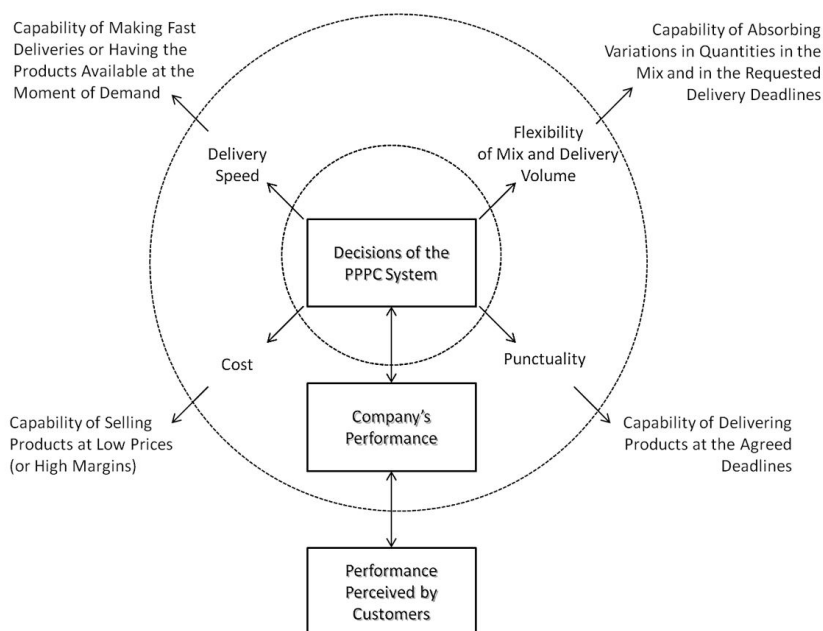 Capability of Making Fast
Deliveries or Having the
Products Available at the
Moment of Demand
Capability of Absorbing
Variations in Quantities in the
Mix and in the Requested
Delivery Deadlines
Delivery
Speed
Flexibility
of Mix and Delivery
Volume
Decisions of the
PPPC System
Cost
Punctuality
Capability of Selling
Products at Low Prices
(or High Margins)
Company's
Performance
Capability of Delivering
Products at the Agreed
Deadlines
Performance
Perceived by
Customers